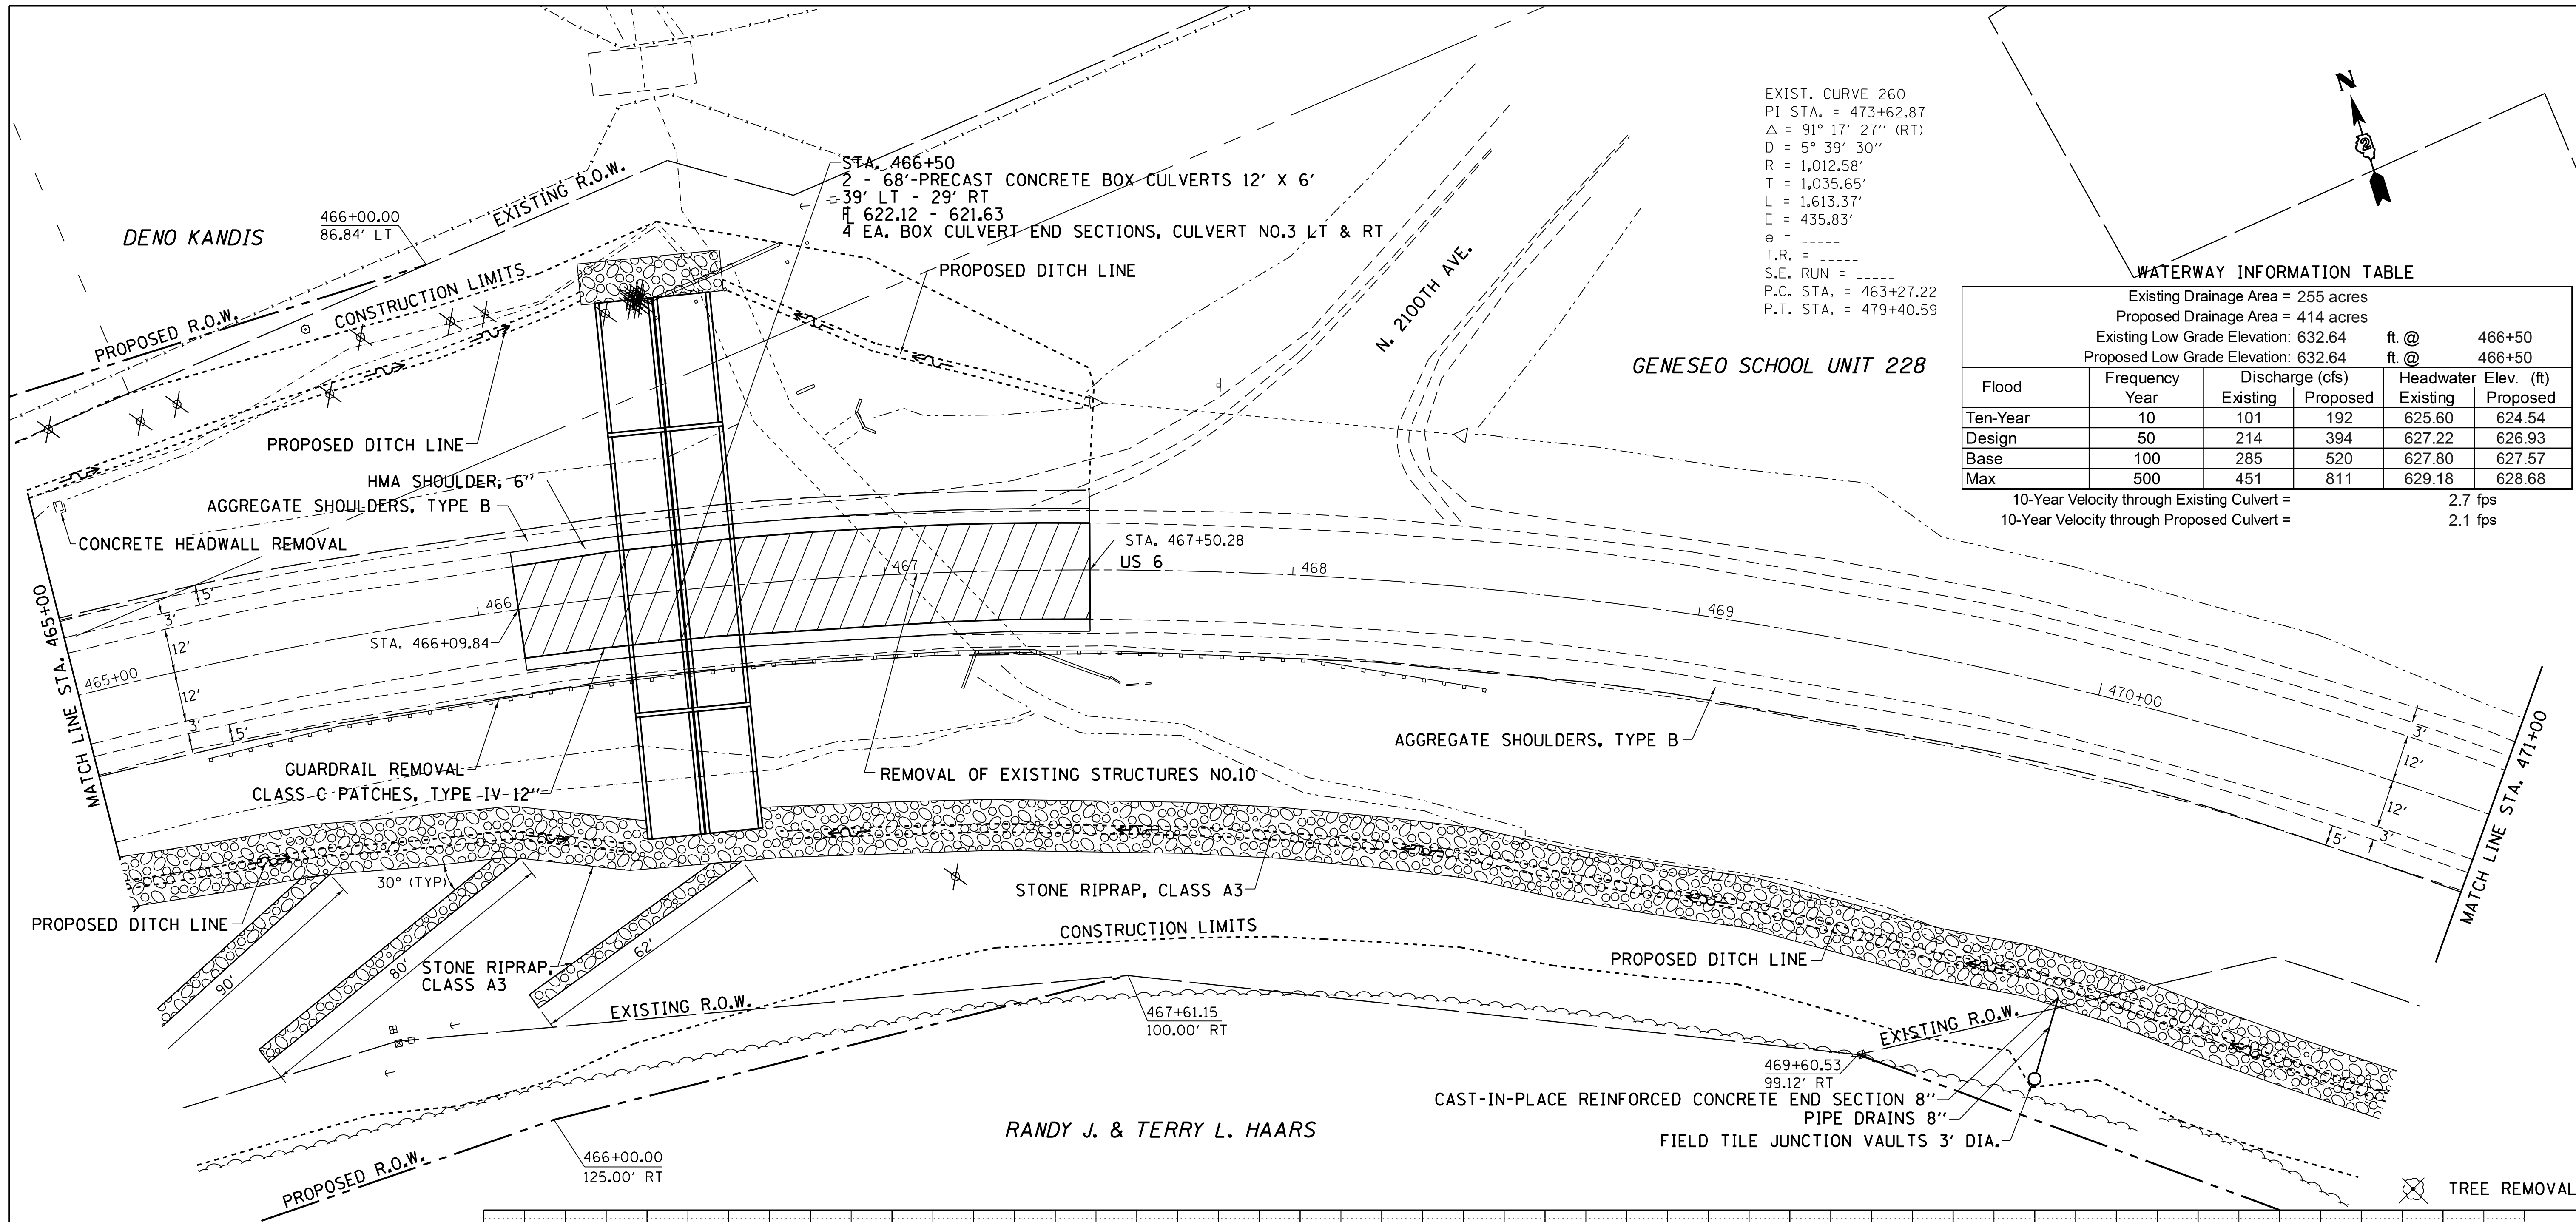 DENO KANDIS
466+00.00
86.84' LT
EXISTING R.O.W.
PROPOSED R.O.W.
CONSTRUCTION LIMITS
STA. 466+50
2 - 68'-PRECAST CONCRETE BOX CULVERTS 12' X 6'
39' LT - 29' RT
FL 622.12 - 621.63
4 EA. BOX CULVERT END SECTIONS, CULVERT NO.3 LT & RT
PROPOSED DITCH LINE
N. 2100TH AVE.
EXIST. CURVE 260
PI STA. = 473+62.87
Δ = 91° 17' 27'' (RT)
D = 5° 39' 30''
R = 1,012.58'
T = 1,035.65'
L = 1,613.37'
E = 435.83'
e = -----
T.R. = -----
S.E. RUN = -----
P.C. STA. = 463+27.22
P.T. STA. = 479+40.59
GENESEO SCHOOL UNIT 228
N
2
WATERWAY INFORMATION TABLE
Existing Drainage Area = 255 acres
Proposed Drainage Area = 414 acres
Existing Low Grade Elevation: 632.64 ft. @ 466+50
Proposed Low Grade Elevation: 632.64 ft. @ 466+50
Flood Frequency Discharge (cfs) Headwater Elev. (ft)
Year Existing Proposed Existing Proposed
Ten-Year 10 101 192 625.60 624.54
Design 50 214 394 627.22 626.93
Base 100 285 520 627.80 627.57
Max 500 451 811 629.18 628.68
10-Year Velocity through Existing Culvert = 2.7 fps
10-Year Velocity through Proposed Culvert = 2.1 fps
PROPOSED DITCH LINE
HMA SHOULDER, 6''
AGGREGATE SHOULDERS, TYPE B
CONCRETE HEADWALL REMOVAL
STA. 467+50.28
US 6
MATCH LINE STA. 465+00
465+00
466
467
468
469
470+00
STA. 466+09.84
5'
3'
12'
12'
3'
5'
GUARDRAIL REMOVAL
CLASS C PATCHES, TYPE IV 12''
REMOVAL OF EXISTING STRUCTURES NO.10
AGGREGATE SHOULDERS, TYPE B
3'
12'
12'
3'
5'
MATCH LINE STA. 471+00
30° (TYP)
PROPOSED DITCH LINE
90'
80'
62'
STONE RIPRAP,
CLASS A3
STONE RIPRAP, CLASS A3
CONSTRUCTION LIMITS
PROPOSED DITCH LINE
EXISTING R.O.W.
467+61.15
100.00' RT
EXISTING R.O.W.
469+60.53
99.12' RT
CAST-IN-PLACE REINFORCED CONCRETE END SECTION 8''
PIPE DRAINS 8''
FIELD TILE JUNCTION VAULTS 3' DIA.
RANDY J. & TERRY L. HAARS
466+00.00
125.00' RT
PROPOSED R.O.W.
TREE REMOVAL